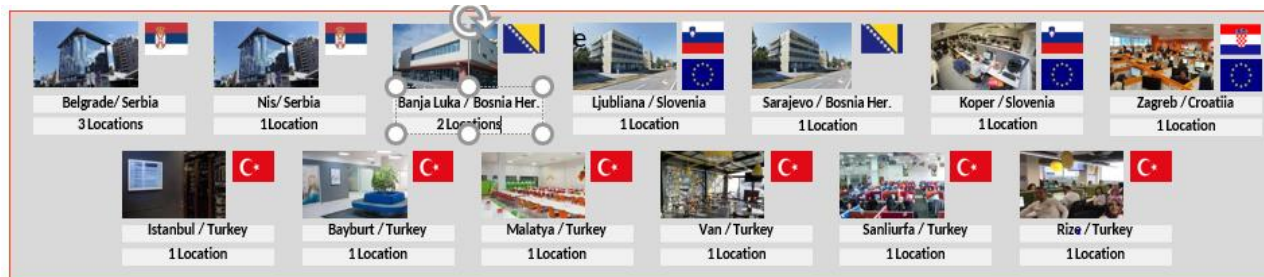 e
Belgrade/ Serbia
3 Locations
Nis/ Serbia
1 Location
Banja Luka / Bosnia Her.
2 Locations
Ljubliana / Slovenia
1 Location
Sarajevo / Bosnia Her.
1 Location
Koper / Slovenia
1 Location
Zagreb / Croatiia
1 Location
Istanbul / Turkey
1 Location
Bayburt / Turkey
1 Location
Malatya / Turkey
1 Location
Van / Turkey
1 Location
Sanliurfa / Turkey
1 Location
Rize / Turkey
1 Location